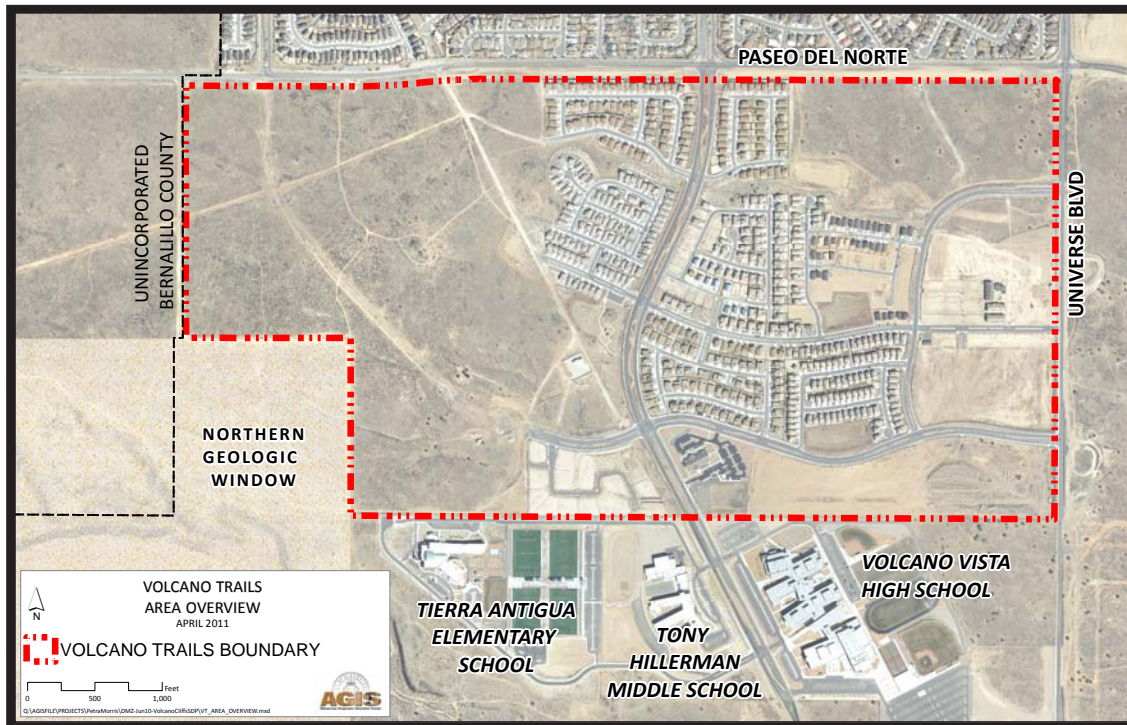 PASEO DEL NORTE
UNINCORPORATED
BERNALILLO COUNTY
UNIVERSE BLVD
NORTHERN
GEOLOGIC
WINDOW
VOLCANO VISTA
HIGH SCHOOL
TIERRA ANTIGUA
ELEMENTARY
SCHOOL
TONY
HILLERMAN
MIDDLE SCHOOL
VOLCANO TRAILS
AREA OVERVIEW
APRIL 2011
N
VOLCANO TRAILS BOUNDARY
Feet
0 500 1,000
AGIS